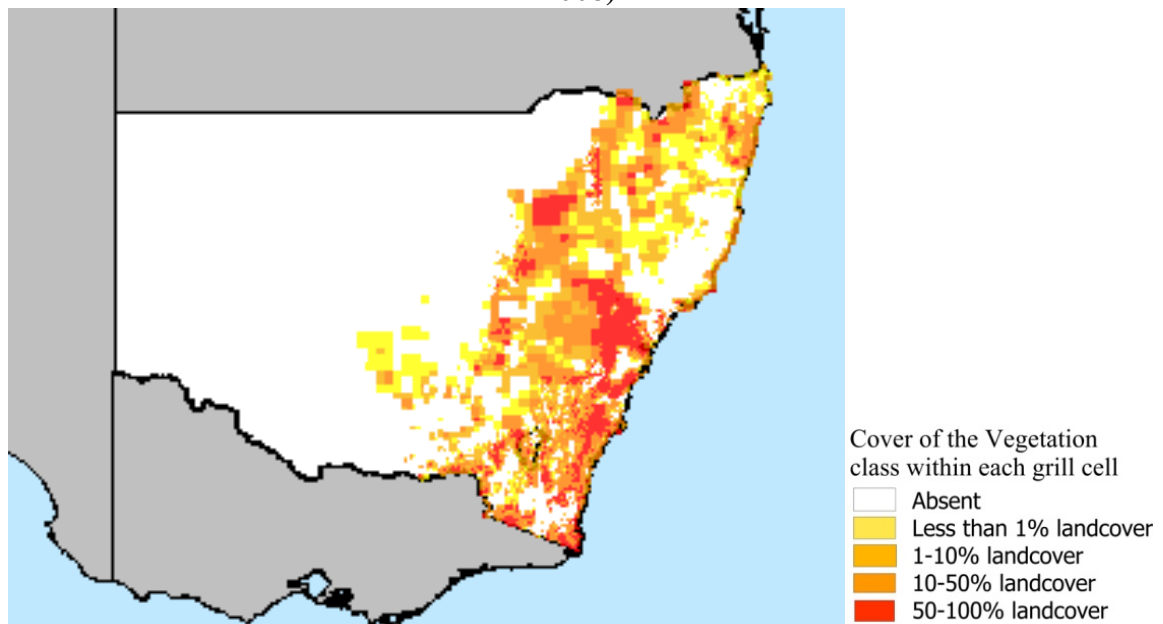 Cover of the Vegetation
class within each grill cell
Absent
Less than 1% landcover
1-10% landcover
10-50% landcover
50-100% landcover